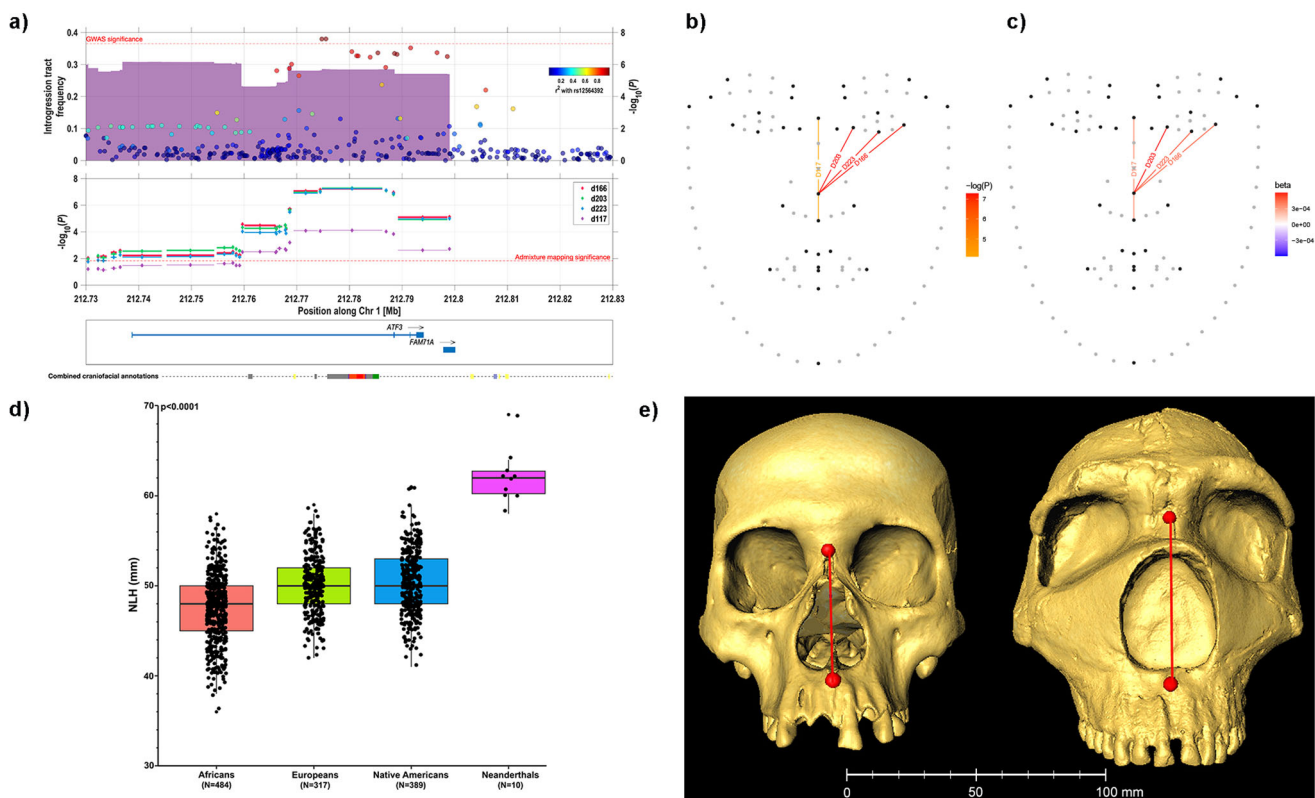 a)
GWAS significance
0.4
0.3
0.2
0.1
0
Introgression tract
frequency
8
6
4
2
0
-log10(P)
0.2 0.4 0.6 0.8
r² with rs12564392
8
6
4
2
0
-log10(P)
d166
d203
d223
d117
Admixture mapping significance
212.73 212.74 212.75 212.76 212.77 212.78 212.79 212.8 212.81 212.82 212.83
Position along Chr 1 [Mb]
ATF3
FAM71A
Combined craniofacial annotations
b)
D203
D223
D166
−log(P)
7
6
5
c)
D203
D223
D166
beta
3e−04
0e+00
−3e−04
d)
p<0.0001
70
60
50
40
30
NLH (mm)
Africans
(N=484)
Europeans
(N=317)
Native Americans
(N=389)
Neanderthals
(N=10)
e)
0 50 100 mm